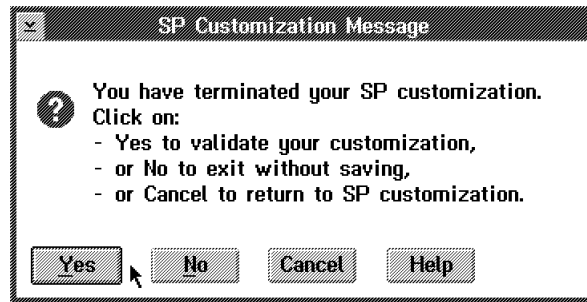 SP Customization Message
You have terminated your SP customization.
Click on:
- Yes to validate your customization,
- or No to exit without saving,
- or Cancel to return to SP customization.
Yes No Cancel Help